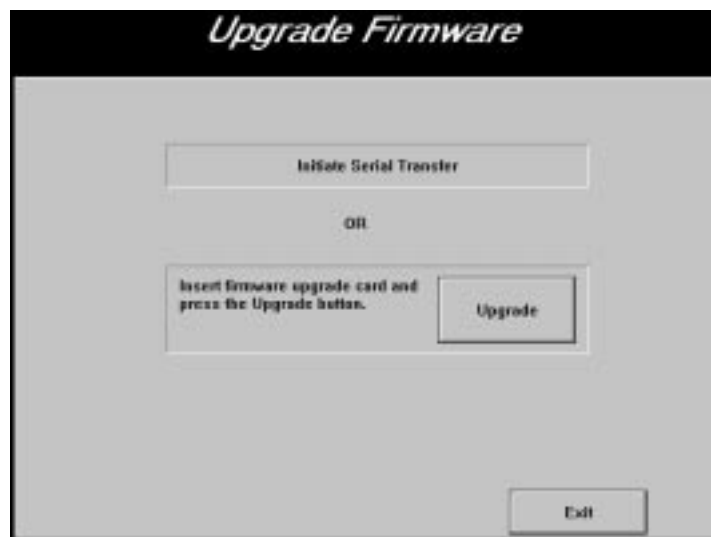 Upgrade Firmware
Initiate Serial Transfer
OR
Insert firmware upgrade card and
press the Upgrade button.
Upgrade
Exit